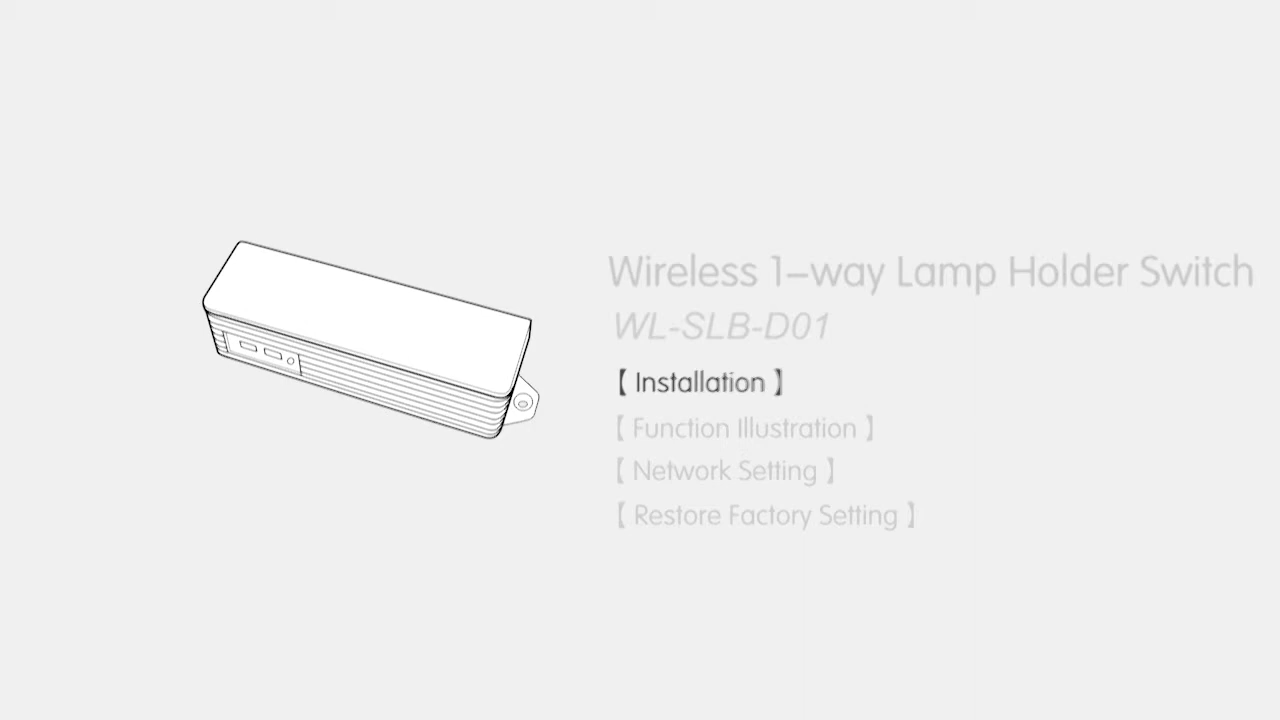 Wireless 1-way Lamp Holder Switch
WL-SLB-D01
【 Installation 】
【 Function Illustration 】
【 Network Setting 】
【 Restore Factory Setting 】